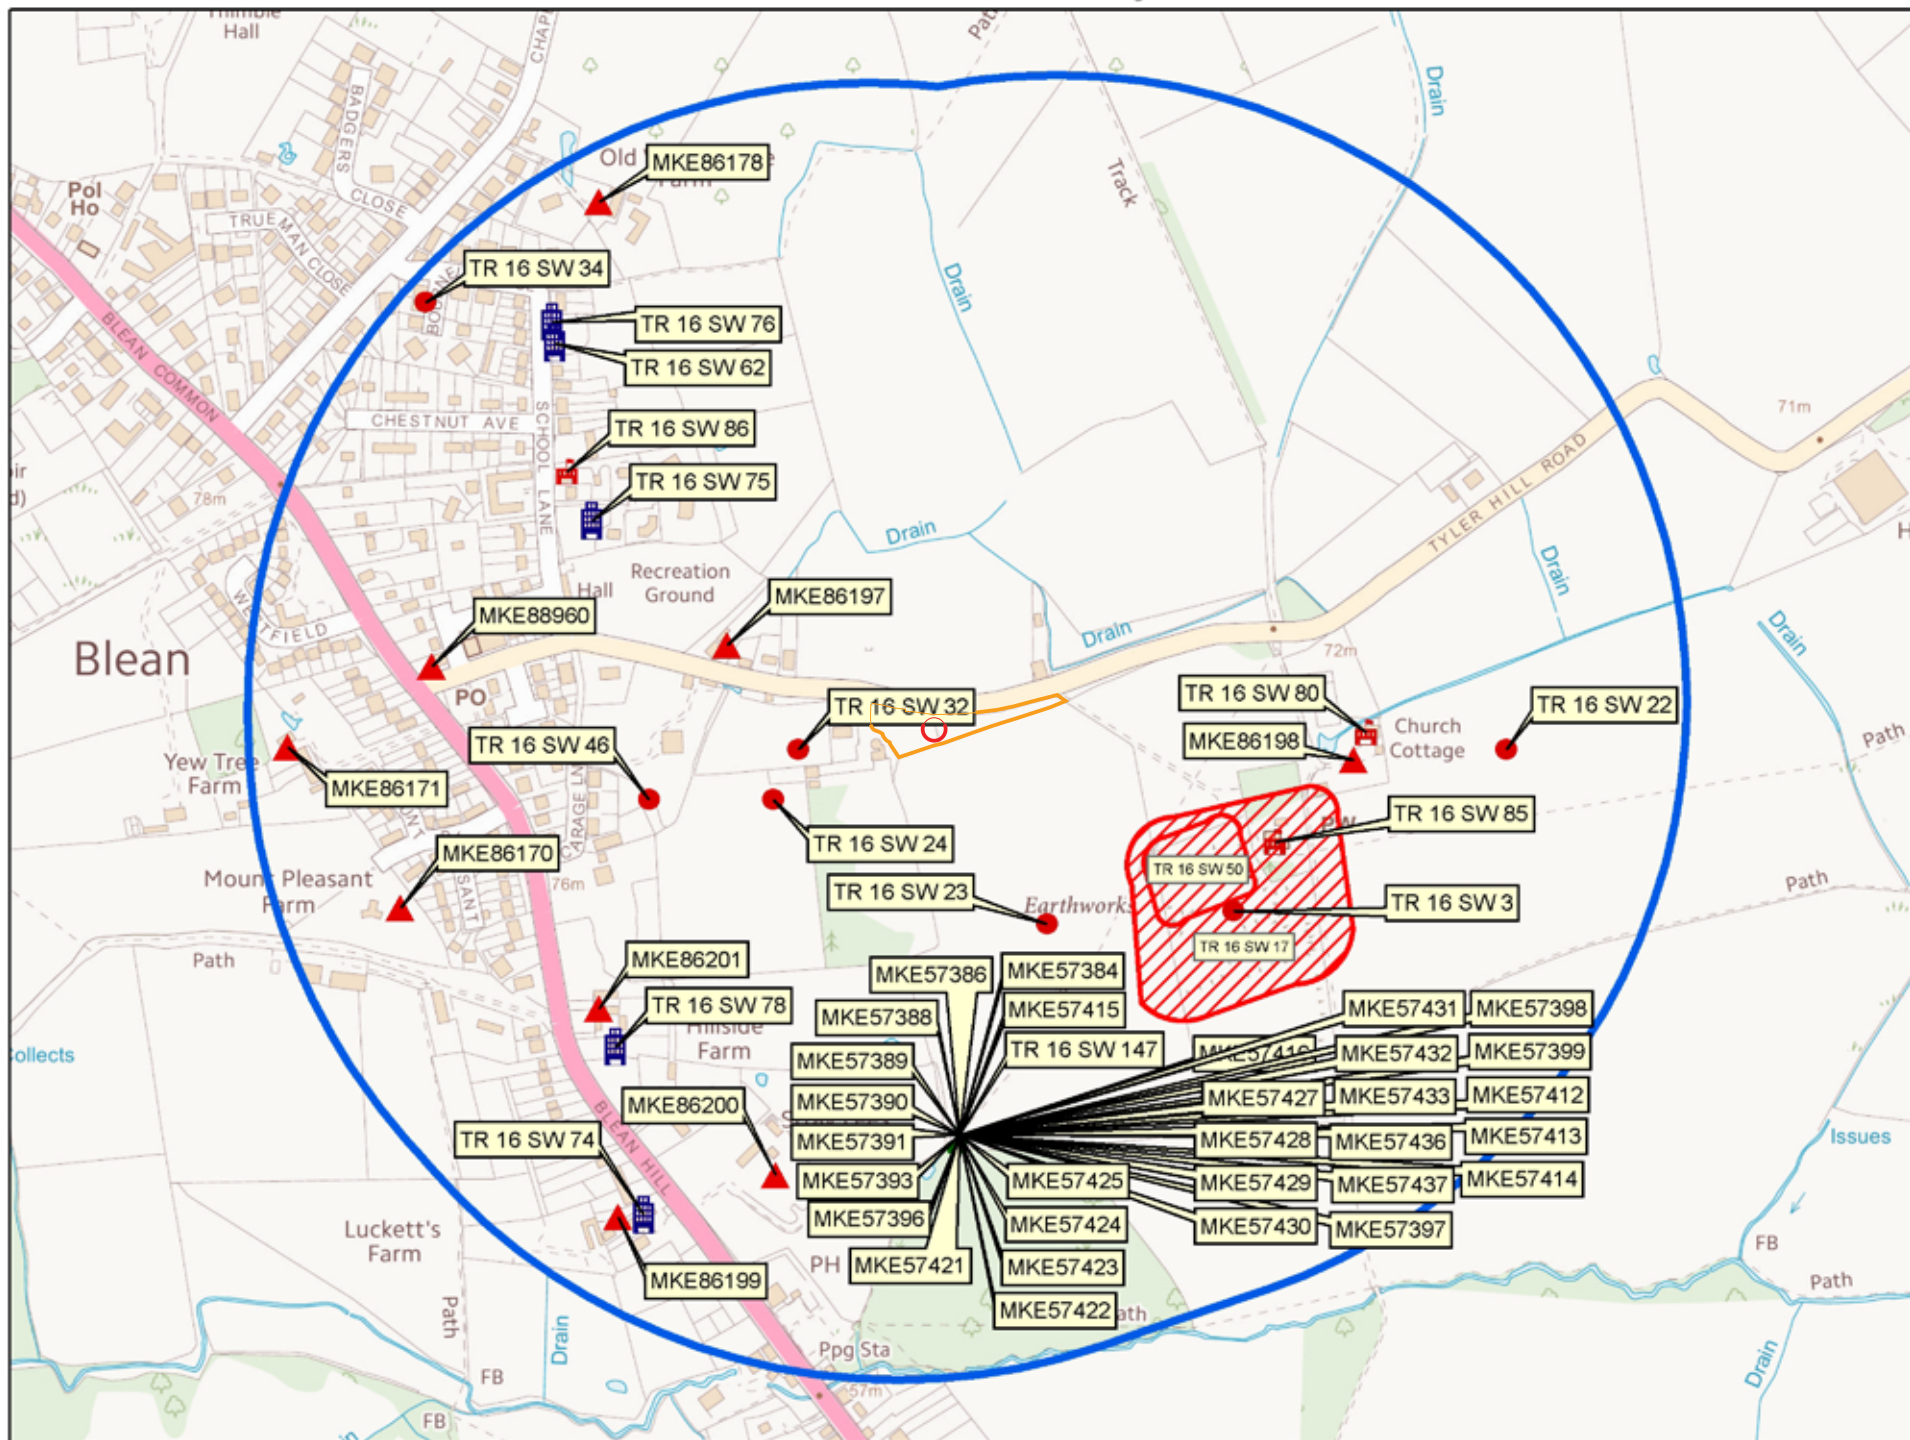 Hall
CHAP
Path
Drain
BADGERS
CLOSE
Pol
Ho
TRUEMAN CLOSE
Old
MKE86178
Farm
Track
TR 16 SW 34
BOURNE
Drain
TR 16 SW 76
TR 16 SW 62
BLEAN COMMON
CHESTNUT AVE
SCHOOL LANE
TR 16 SW 86
71m
TYLER HILL ROAD
TR 16 SW 75
78m
Drain
Drain
Recreation
Ground
Hall
MKE86197
MKE88960
WESTFIELD
Drain
Drain
Blean
72m
PO
TR 16 SW 32
TR 16 SW 80
TR 16 SW 22
TR 16 SW 46
MKE86198
Church
Cottage
Path
Yew Tree
Farm
MKE86171
TR 16 SW 85
TR 16 SW 24
MKE86170
TR 16 SW 50
Mount Pleasant
Farm
76m
TR 16 SW 23
Earthworks
TR 16 SW 3
Path
Path
TR 16 SW 17
MKE86201
MKE57386
MKE57384
TR 16 SW 78
MKE57388
MKE57415
MKE57431
MKE57398
Hillside
Farm
Collects
MKE57389
TR 16 SW 147
MKE57432
MKE57399
MKE86200
MKE57390
MKE57427
MKE57433
MKE57412
BLEAN HILL
TR 16 SW 74
MKE57391
MKE57428
MKE57436
MKE57413
Issues
MKE57393
MKE57425
MKE57429
MKE57437
MKE57414
MKE57396
MKE57424
MKE57430
MKE57397
Luckett's
Farm
FB
PH
MKE57421
MKE57423
MKE86199
Path
MKE57422
Path
Drain
Ppg Sta
FB
57m
Drain
FB